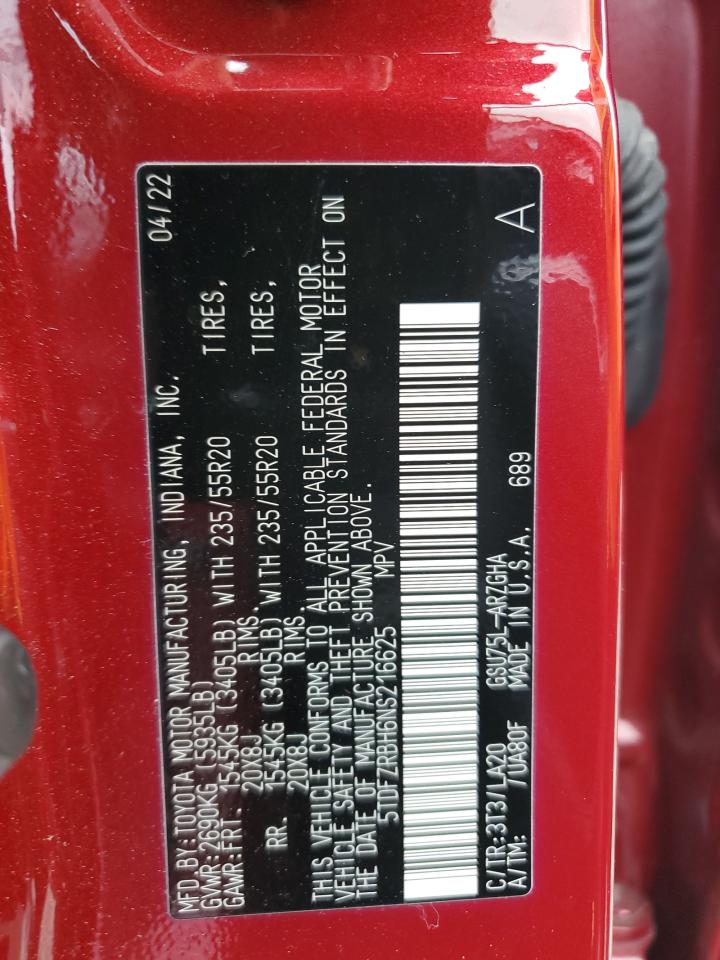 MFD.BY:TOYOTA MOTOR MANUFACTURING, INDIANA, INC. 04/22
GVWR:2690KG (5935LB)
GAWR:FRT. 1545KG (3405LB) WITH 235/55R20 TIRES,
20X8J RIMS.
RR. 1545KG (3405LB) WITH 235/55R20 TIRES,
20X8J RIMS.
THIS VEHICLE CONFORMS TO ALL APPLICABLE FEDERAL MOTOR
VEHICLE SAFETY AND THEFT PREVENTION STANDARDS IN EFFECT ON
THE DATE OF MANUFACTURE SHOWN ABOVE.
5TDFZRBH6NS216625 MPV
C/TR:3T3/LA20 GSU75L-ARZGHA
A/TM: /UA80F MADE IN U.S.A. 689 A